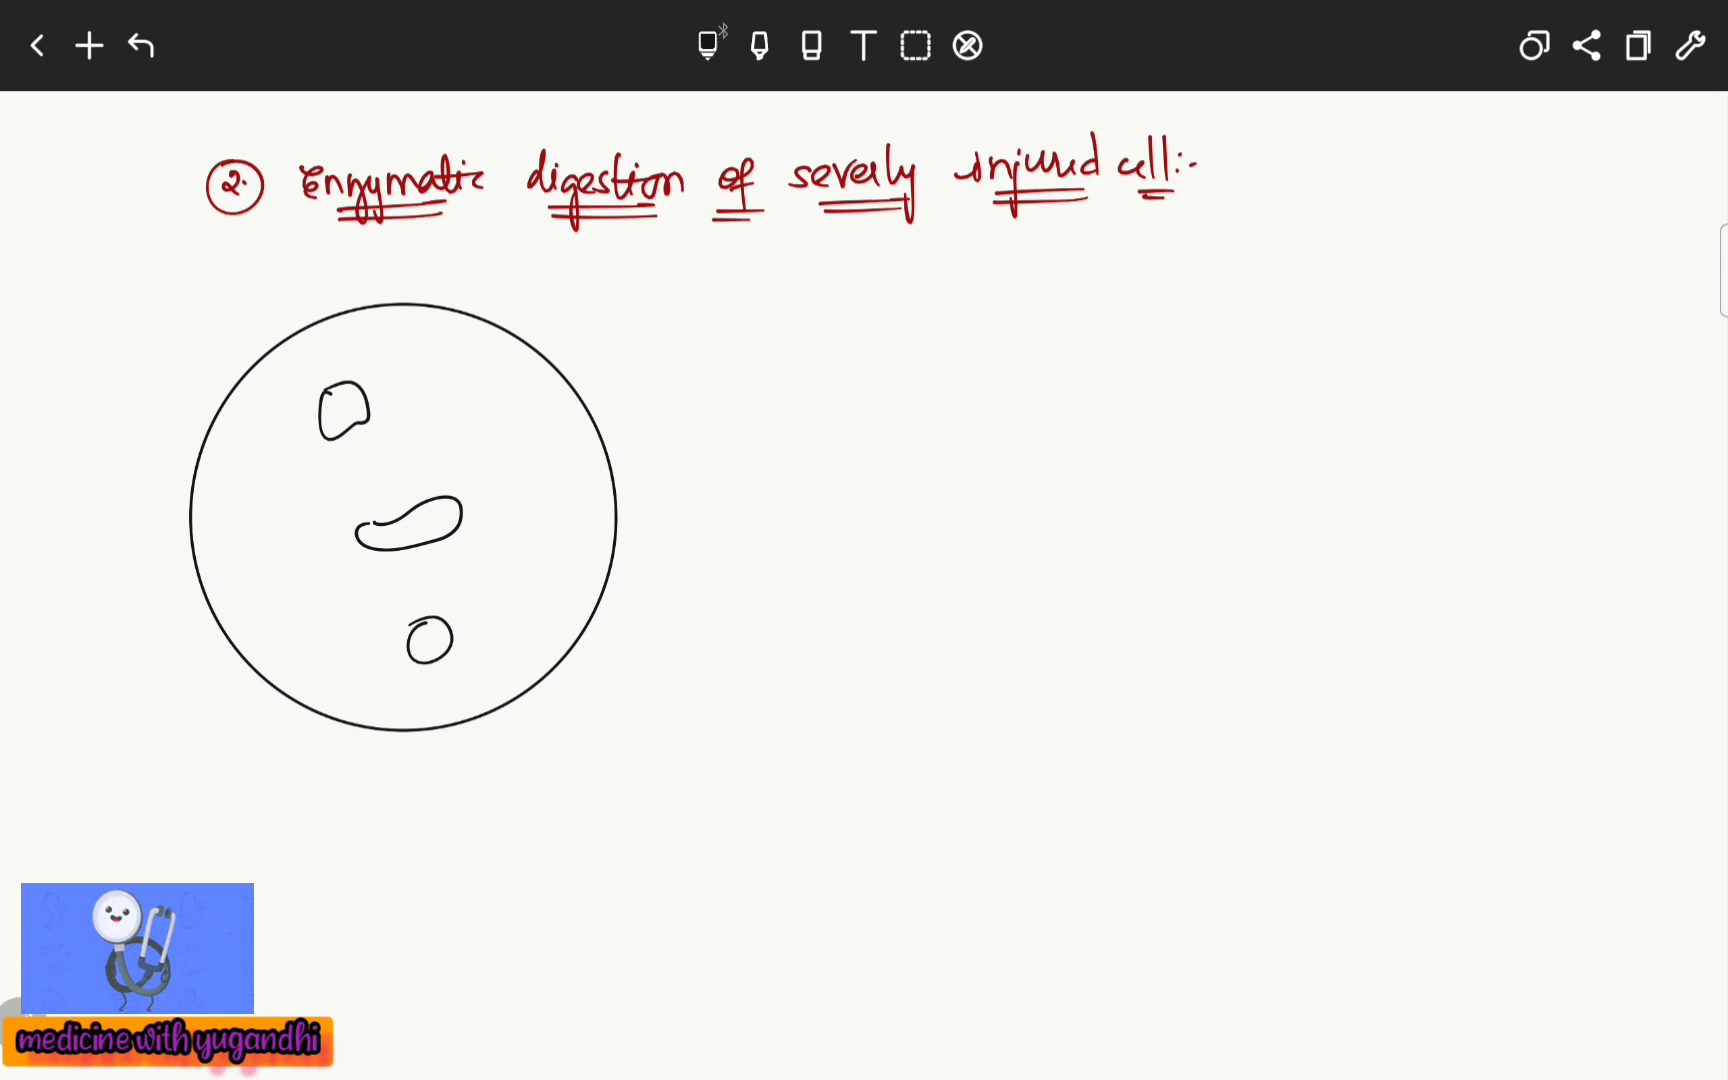 2. Enzymatic digestion of severly injured cell:-
T
medicine with yugandhi